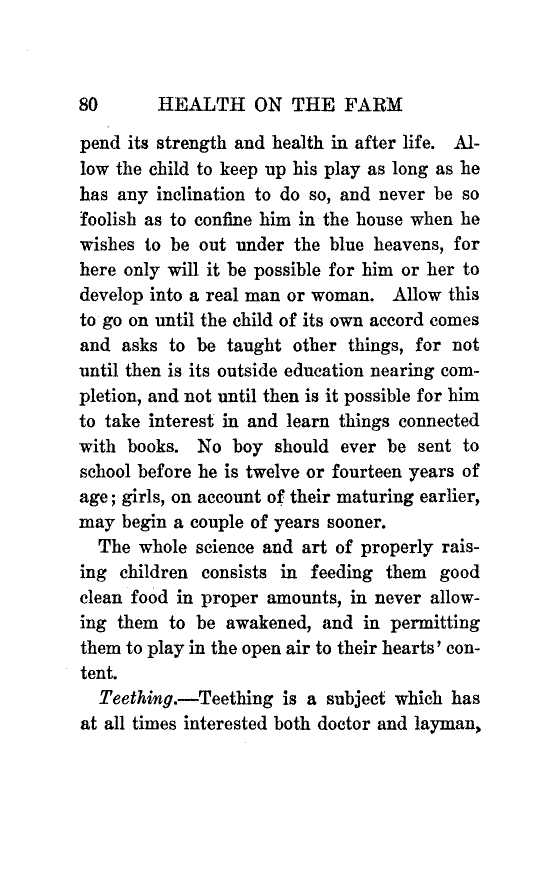 80 HEALTH ON THE FARM
pend its strength and health in after life. Al-
low the child to keep up his play as long as he
has any inclination to do so, and never be so
foolish as to confine him in the house when he
wishes to be out under the blue heavens, for
here only will it be possible for him or her to
develop into a real man or woman. Allow this
to go on until the child of its own accord comes
and asks to be taught other things, for not
until then is its outside education nearing com-
pletion, and not until then is it possible for him
to take interest in and learn things connected
with books. No boy should ever be sent to
school before he is twelve or fourteen years of
age; girls, on account of their maturing earlier,
may begin a couple of years sooner.
The whole science and art of properly rais-
ing children consists in feeding them good
clean food in proper amounts, in never allow-
ing them to be awakened, and in permitting
them to play in the open air to their hearts' con-
tent.
Teething.—Teething is a subject which has
at all times interested both doctor and layman,